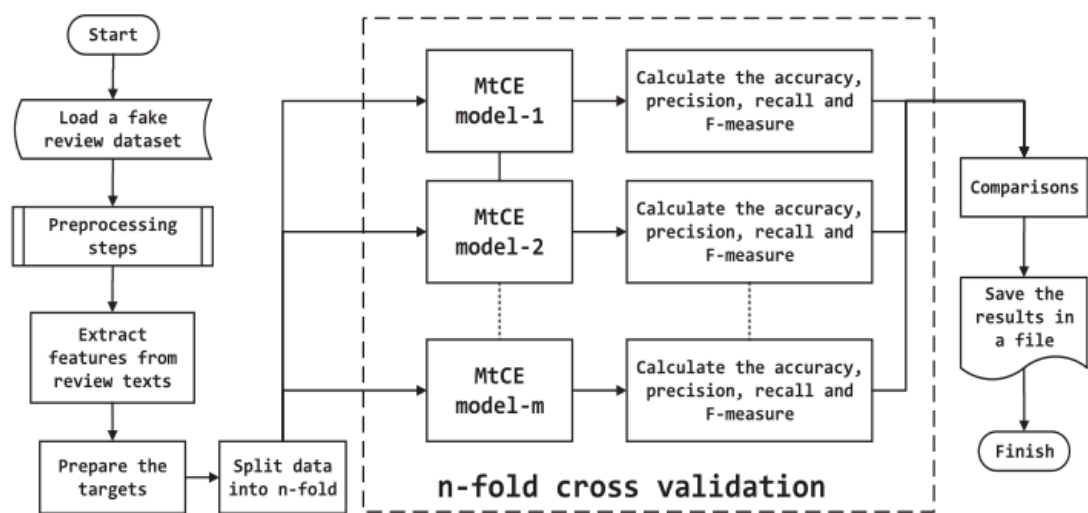 Start
Load a fake
review dataset
Preprocessing
steps
Extract
features from
review texts
Prepare the
targets
Split data
into n-fold
MtCE
model-1
Calculate the accuracy,
precision, recall and
F-measure
MtCE
model-2
Calculate the accuracy,
precision, recall and
F-measure
MtCE
model-m
Calculate the accuracy,
precision, recall and
F-measure
n-fold cross validation
Comparisons
Save the
results in
a file
Finish